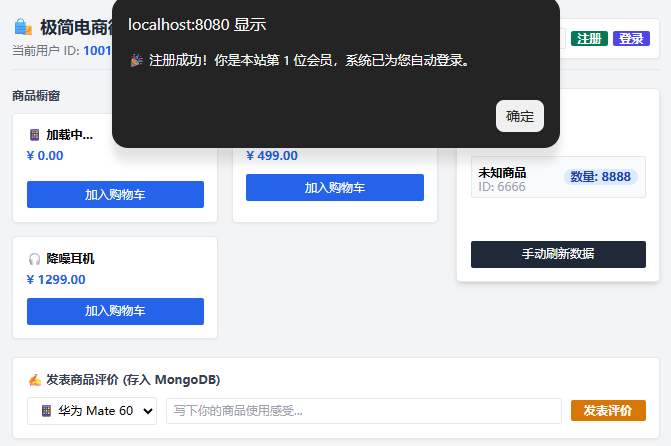 localhost:8080 显示
🎉 注册成功！你是本站第 1 位会员，系统已为您自动登录。
确定
极简电商
当前用户 ID: 1001
注册
登录
商品橱窗
加载中...
¥ 0.00
加入购物车
¥ 499.00
加入购物车
未知商品
ID: 6666
数量: 8888
手动刷新数据
降噪耳机
¥ 1299.00
加入购物车
发表商品评价 (存入 MongoDB)
华为 Mate 60
写下你的商品使用感受...
发表评价